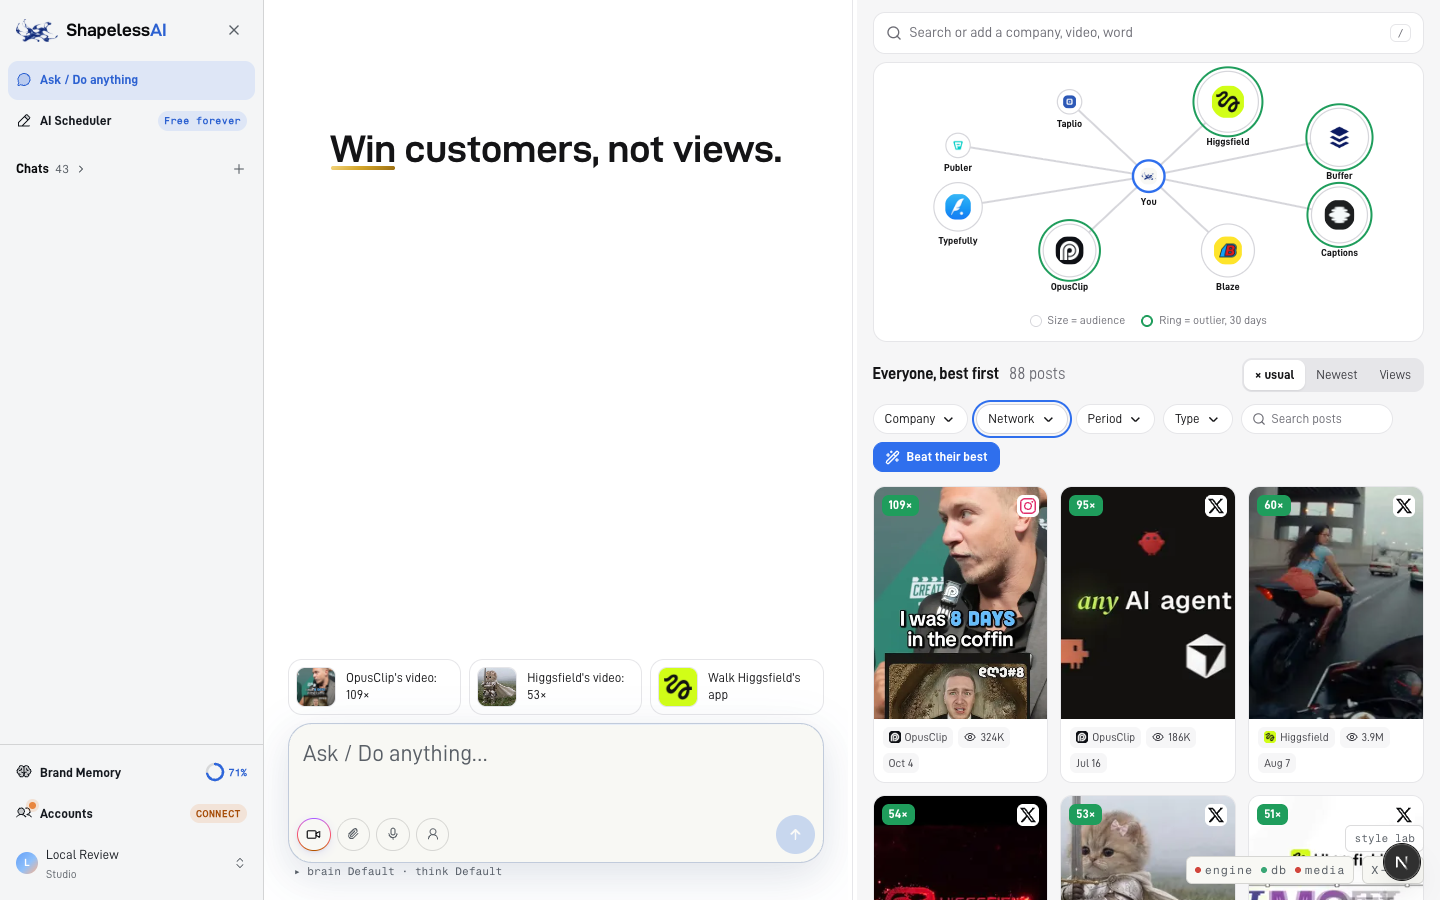 ShapelessAI
Ask / Do anything
AI Scheduler
Free forever
Chats 43
Brand Memory
71%
Accounts
CONNECT
L
Local Review
Studio
Win customers, not views.
OpusClip's video:
109×
Higgsfield's video:
53×
Walk Higgsfield's
app
Ask / Do anything...
brain Default · think Default
Search or add a company, video, word
/
Taplio
Higgsfield
Publer
Buffer
You
Typefully
Captions
OpusClip
Blaze
Size = audience
Ring = outlier, 30 days
Everyone, best first 88 posts
× usual
Newest
Views
Company
Network
Period
Type
Search posts
Beat their best
109×
I was 8 DAYS
in the coffin
OpusClip
324K
Oct 4
95×
any AI agent
OpusClip
186K
Jul 16
60×
Higgsfield
3.9M
Aug 7
54×
53×
51×
style lab
engine
db
media
N